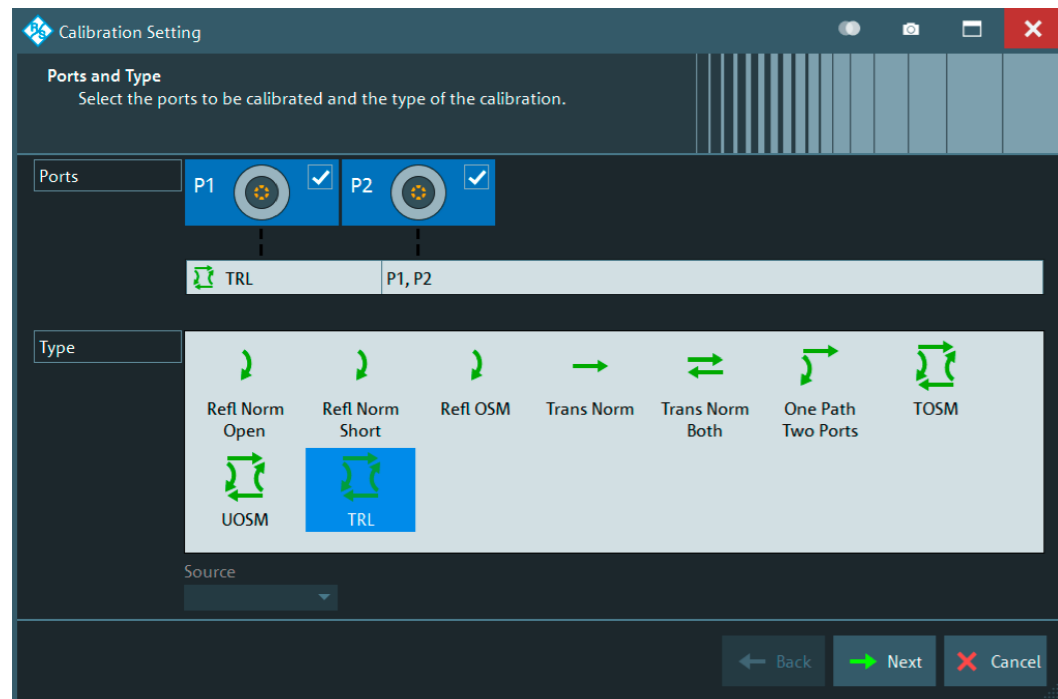 Calibration Setting
Ports and Type
Select the ports to be calibrated and the type of the calibration.
Ports
P1
P2
TRL
P1, P2
Type
Refl Norm
Open
Refl Norm
Short
Refl OSM
Trans Norm
Trans Norm
Both
One Path
Two Ports
TOSM
UOSM
TRL
Source
Back
Next
Cancel